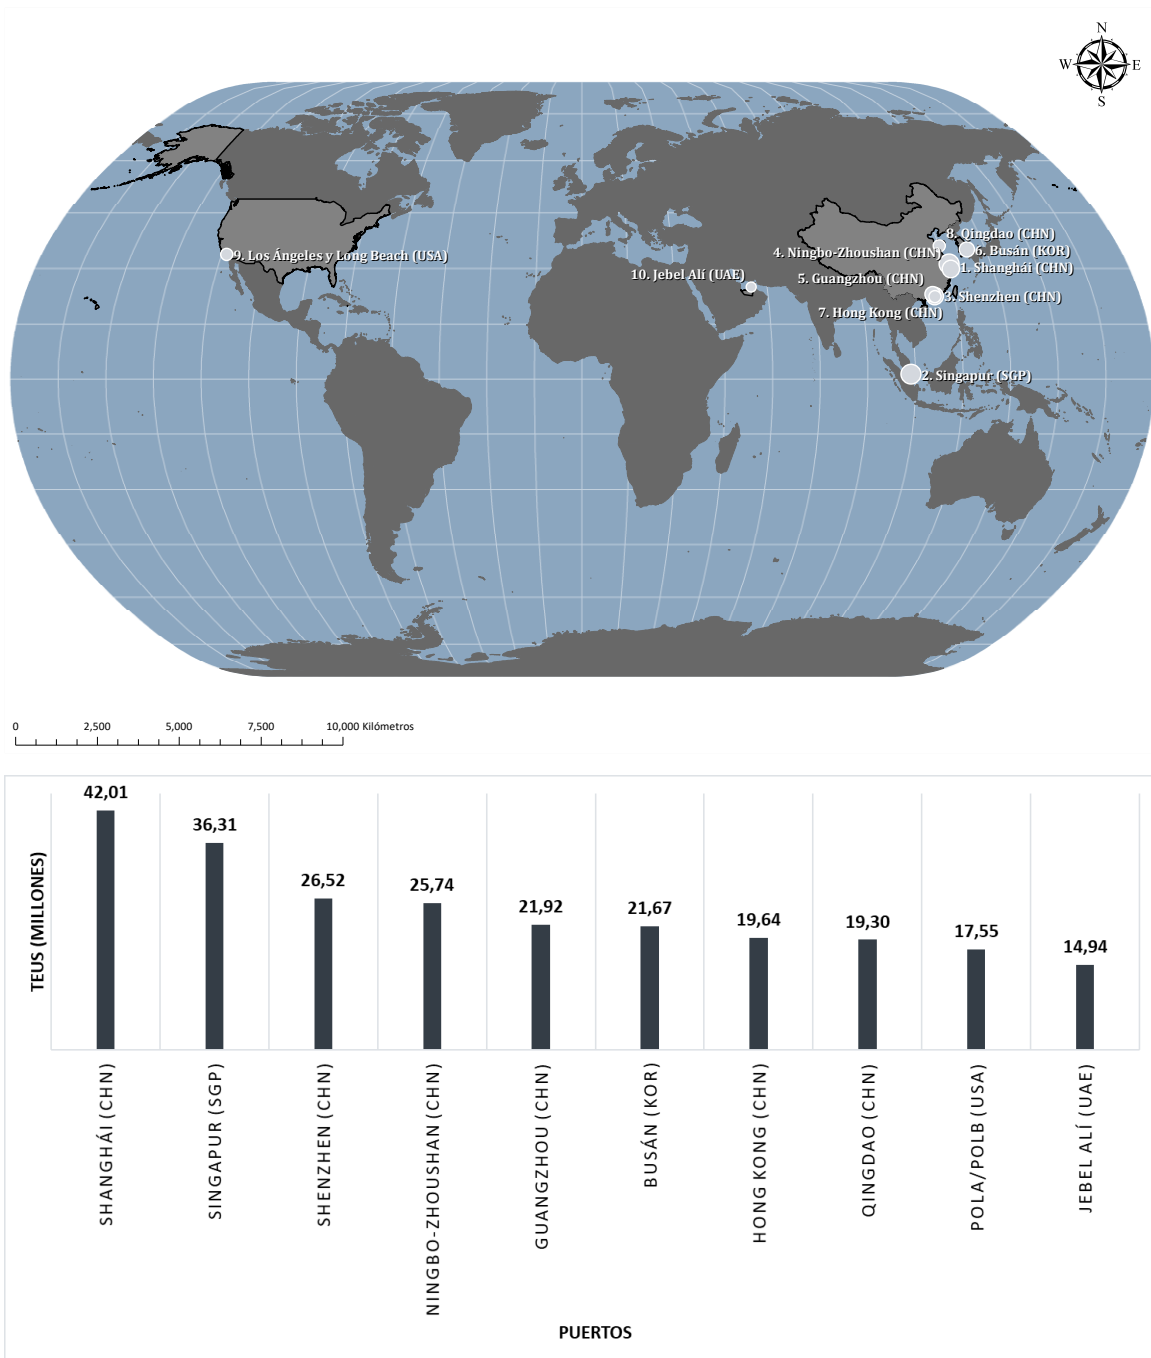 N
W E
S
8. Qingdao (CHN)
4. Ningbo-Zhoushan (CHN)
6. Busán (KOR)
9. Los Ángeles y Long Beach (USA)
1. Shanghái (CHN)
10. Jebel Alí (UAE)
5. Guangzhou (CHN)
3. Shenzhen (CHN)
7. Hong Kong (CHN)
2. Singapur (SGP)
0 2,500 5,000 7,500 10,000 Kilómetros
TEUS (MILLONES)
42,01
36,31
26,52
25,74
21,92
21,67
19,64
19,30
17,55
14,94
SHANGHÁI (CHN)
SINGAPUR (SGP)
SHENZHEN (CHN)
NINGBO-ZHOUSHAN (CHN)
GUANGZHOU (CHN)
BUSÁN (KOR)
HONG KONG (CHN)
QINGDAO (CHN)
POLA/POLB (USA)
JEBEL ALÍ (UAE)
PUERTOS